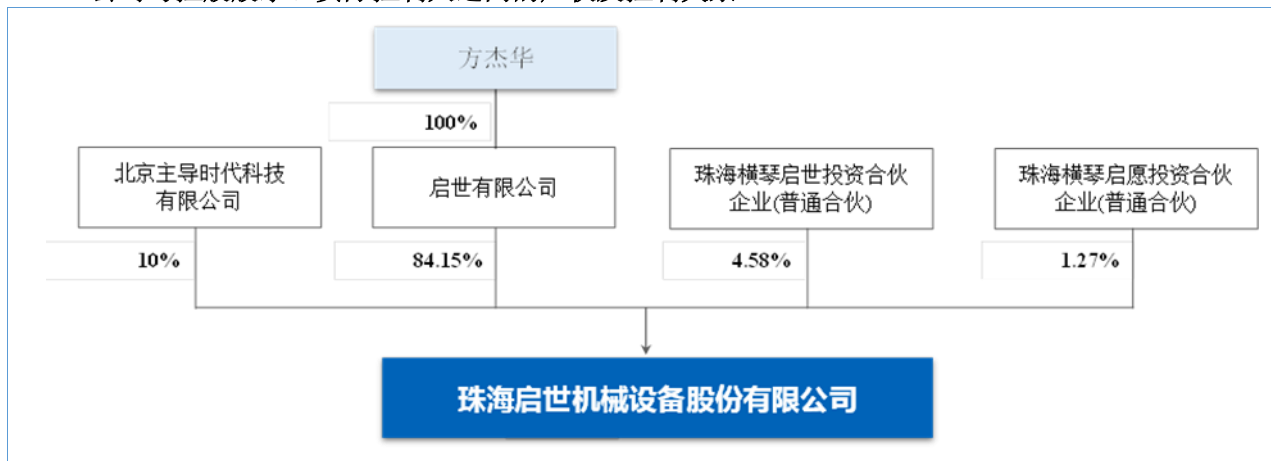 方杰华
100%
北京主导时代科技
有限公司
启世有限公司
珠海横琴启世投资合伙
企业(普通合伙)
珠海横琴启愿投资合伙
企业(普通合伙)
10%
84.15%
4.58%
1.27%
珠海启世机械设备股份有限公司